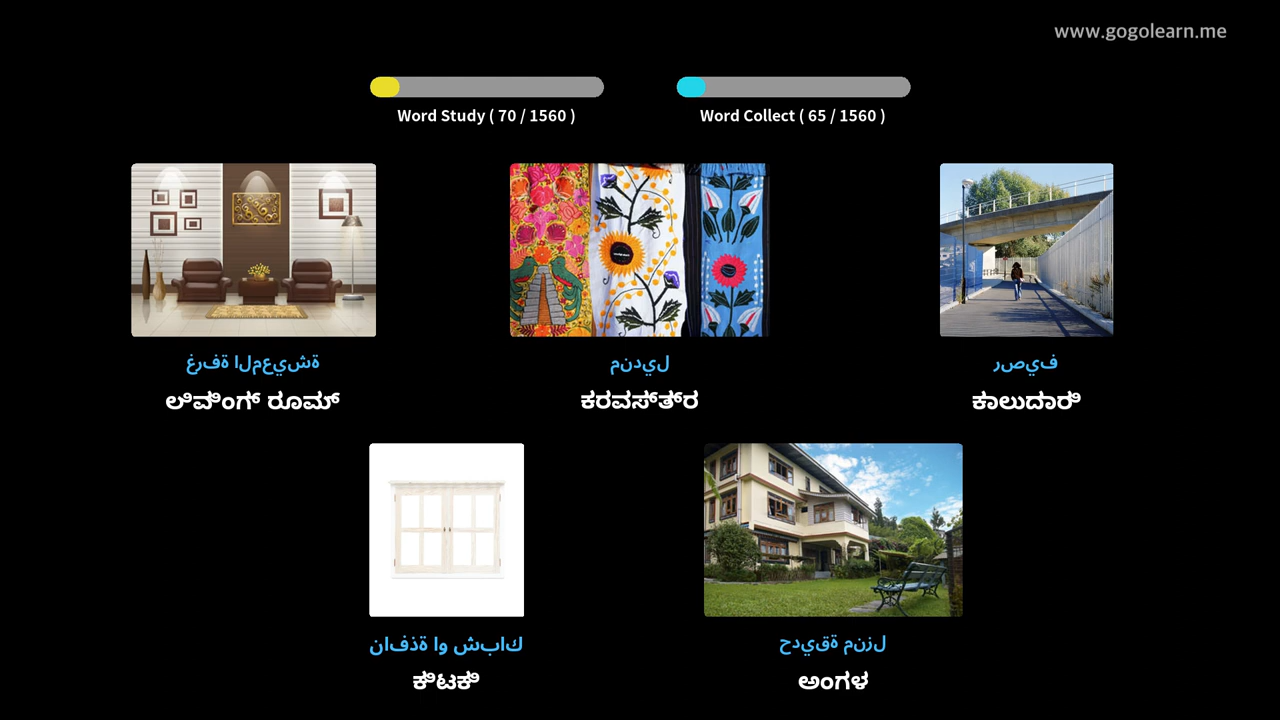 www.gogolearn.me
Word Study ( 70 / 1560 )
Word Collect ( 65 / 1560 )
غرفة المعيشة
ಲಿವಿಂಗ್ ರೂಮ್
منديل
ಕರವಸ್ತ್ರ
رصيف
ಕಾಲುದಾರಿ
نافذة او شباك
ಕಿಟಕಿ
حديقة منزل
ಅಂಗಳ